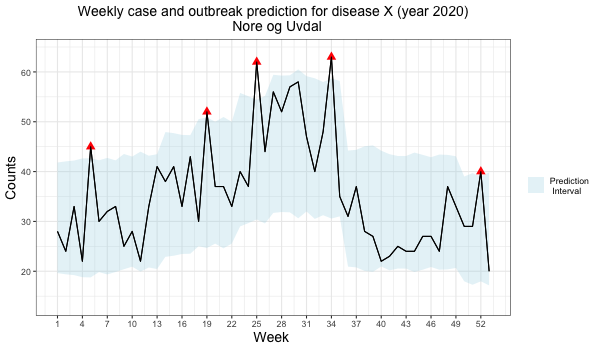 Weekly case and outbreak prediction for disease X (year 2020)
Nore og Uvdal
Counts
60
50
40
30
20
1 4 7 10 13 16 19 22 25 28 31 34 37 40 43 46 49 52
Week
Prediction
Interval